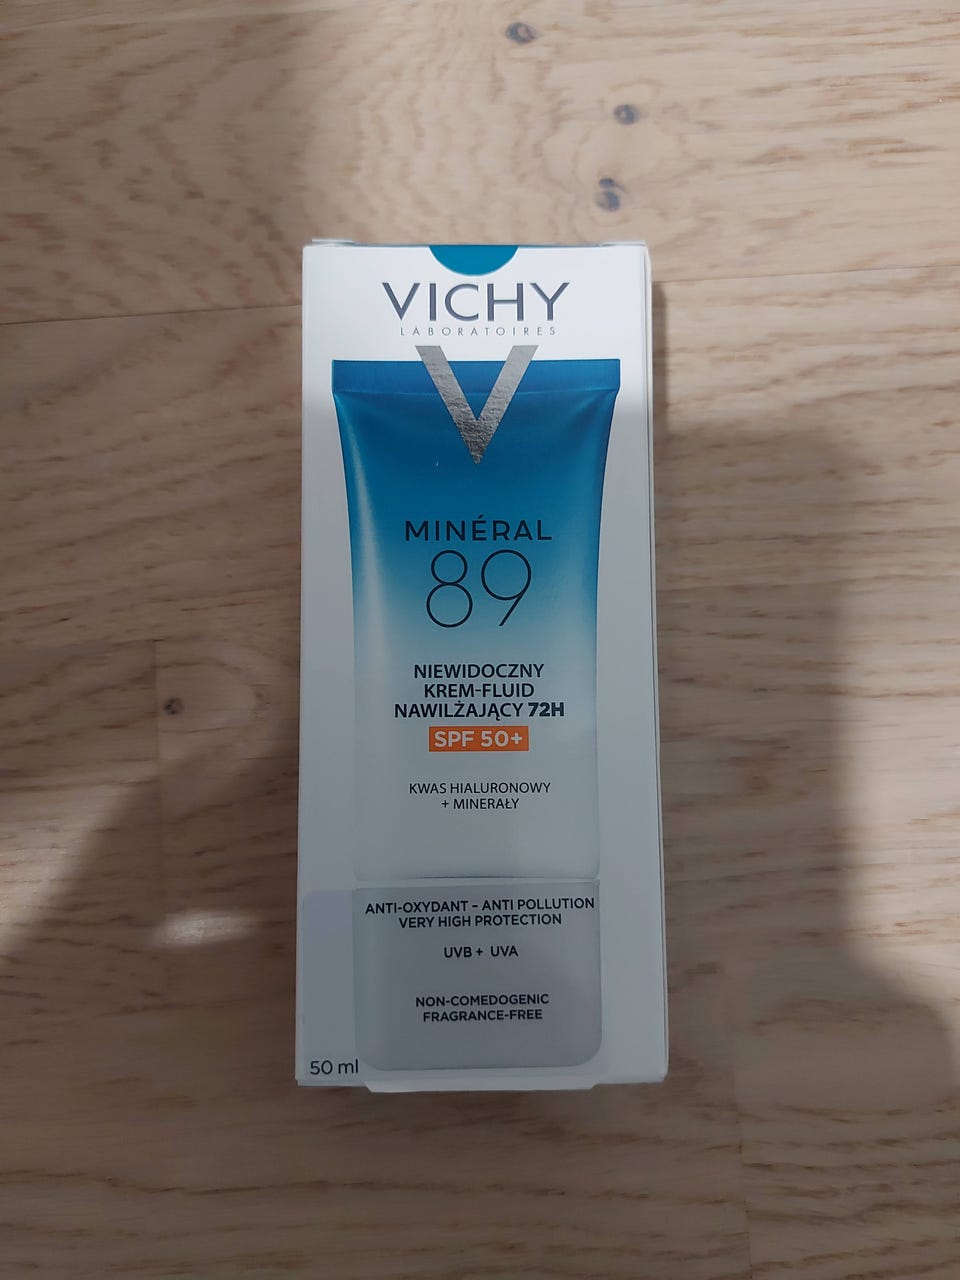 VICHY
LABORATOIRES
MINÉRAL
89
NIEWIDOCZNY
KREM-FLUID
NAWILŻAJĄCY 72H
SPF 50+
KWAS HIALURONOWY
+ MINERAŁY
ANTI-OXYDANT - ANTI POLLUTION
VERY HIGH PROTECTION
UVB + UVA
NON-COMEDOGENIC
FRAGRANCE-FREE
50 ml